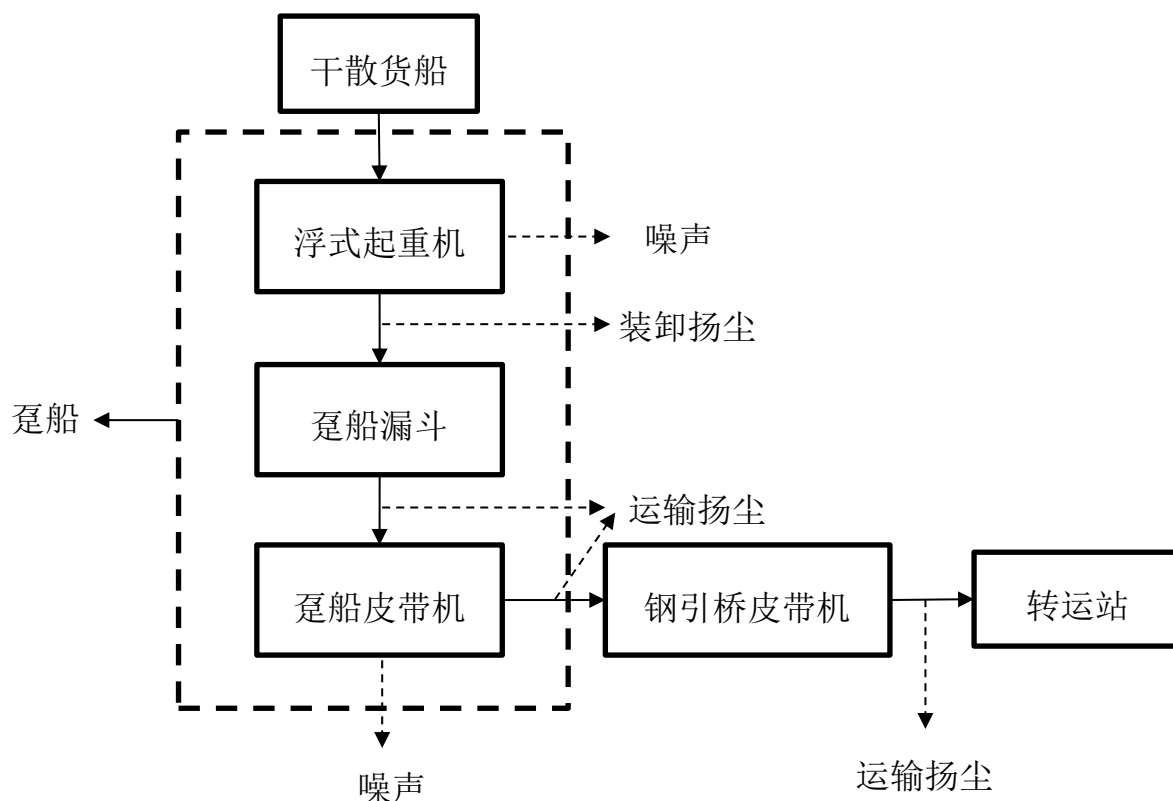 干散货船
浮式起重机
噪声
装卸扬尘
趸船漏斗
趸船
运输扬尘
趸船皮带机
钢引桥皮带机
转运站
噪声
运输扬尘